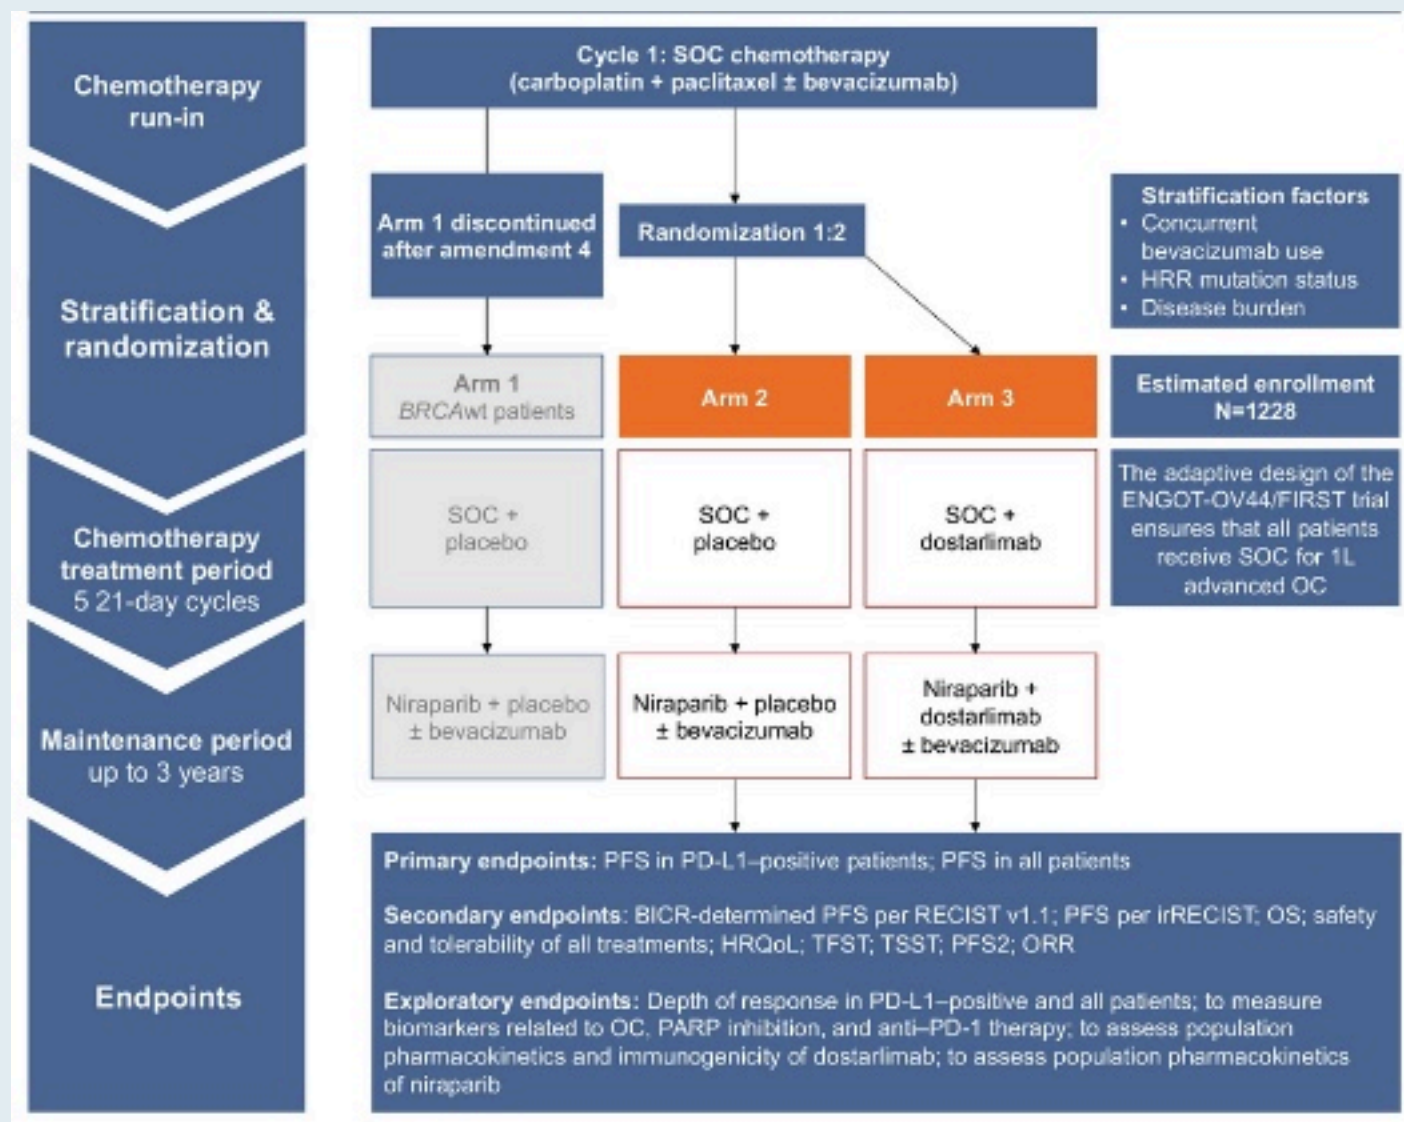 Chemotherapy
run-in
Cycle 1: SOC chemotherapy
(carboplatin + paclitaxel ± bevacizumab)
Stratification &
randomization
Arm 1 discontinued
after amendment 4
Randomization 1:2
Stratification factors
• Concurrent
bevacizumab use
• HRR mutation status
• Disease burden
Arm 1
BRCAwt patients
Arm 2
Arm 3
Estimated enrollment
N=1228
Chemotherapy
treatment period
5 21-day cycles
SOC +
placebo
SOC +
placebo
SOC +
dostarlimab
The adaptive design of the
ENGOT-OV44/FIRST trial
ensures that all patients
receive SOC for 1L
advanced OC
Maintenance period
up to 3 years
Niraparib + placebo
± bevacizumab
Niraparib + placebo
± bevacizumab
Niraparib +
dostarlimab
± bevacizumab
Endpoints
Primary endpoints: PFS in PD-L1–positive patients; PFS in all patients
Secondary endpoints: BICR-determined PFS per RECIST v1.1; PFS per irRECIST; OS; safety
and tolerability of all treatments; HRQoL; TFST; TSST; PFS2; ORR
Exploratory endpoints: Depth of response in PD-L1–positive and all patients; to measure
biomarkers related to OC, PARP inhibition, and anti–PD-1 therapy; to assess population
pharmacokinetics and immunogenicity of dostarlimab; to assess population pharmacokinetics
of niraparib